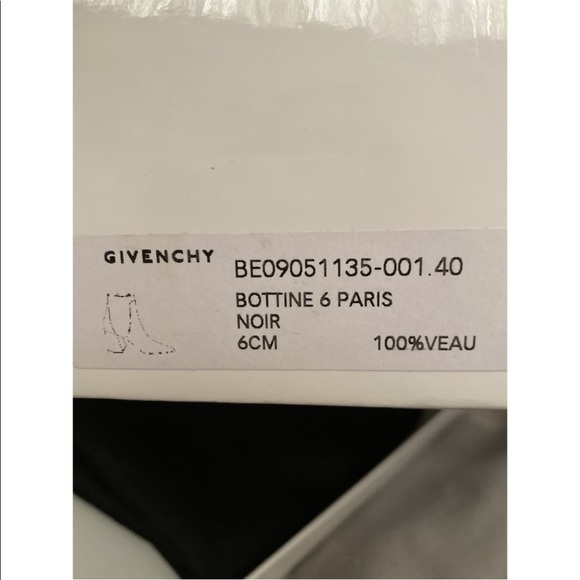 GIVENCHY
BE09051135-001.40
BOTTINE 6 PARIS
NOIR
6CM 100%VEAU